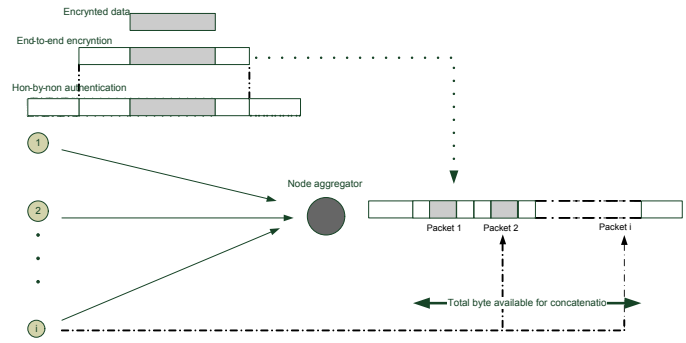 Encrynted data
End-to-end encryntion
Hon-by-non authentication
1
Node aggregator
2
Packet 1
Packet 2
Packet i
Total byte available for concatenatio
i